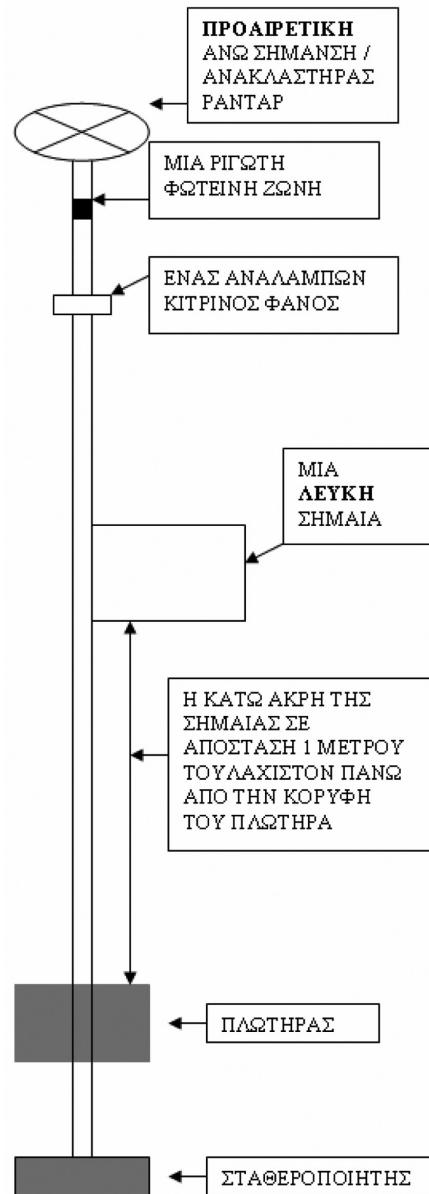 ΠΡΟΑΙΡΕΤΙΚΗ
ΑΝΩ ΣΗΜΑΝΣΗ /
ΑΝΑΚΛΑΣΤΗΡΑΣ
ΡΑΝΤΑΡ
ΜΙΑ ΡΙΓΩΤΗ
ΦΩΤΕΙΝΗ ΖΩΝΗ
ΕΝΑΣ ΑΝΑΛΑΜΠΩΝ
ΚΙΤΡΙΝΟΣ ΦΑΝΟΣ
ΜΙΑ
ΛΕΥΚΗ
ΣΗΜΑΙΑ
Η ΚΑΤΩ ΑΚΡΗ ΤΗΣ
ΣΗΜΑΙΑΣ ΣΕ
ΑΠΟΣΤΑΣΗ 1 ΜΕΤΡΟΥ
ΤΟΥΛΑΧΙΣΤΟΝ ΠΑΝΩ
ΑΠΟ ΤΗΝ ΚΟΡΥΦΗ
ΤΟΥ ΠΛΩΤΗΡΑ
ΠΛΩΤΗΡΑΣ
ΣΤΑΘΕΡΟΠΟΙΗΤΗΣ